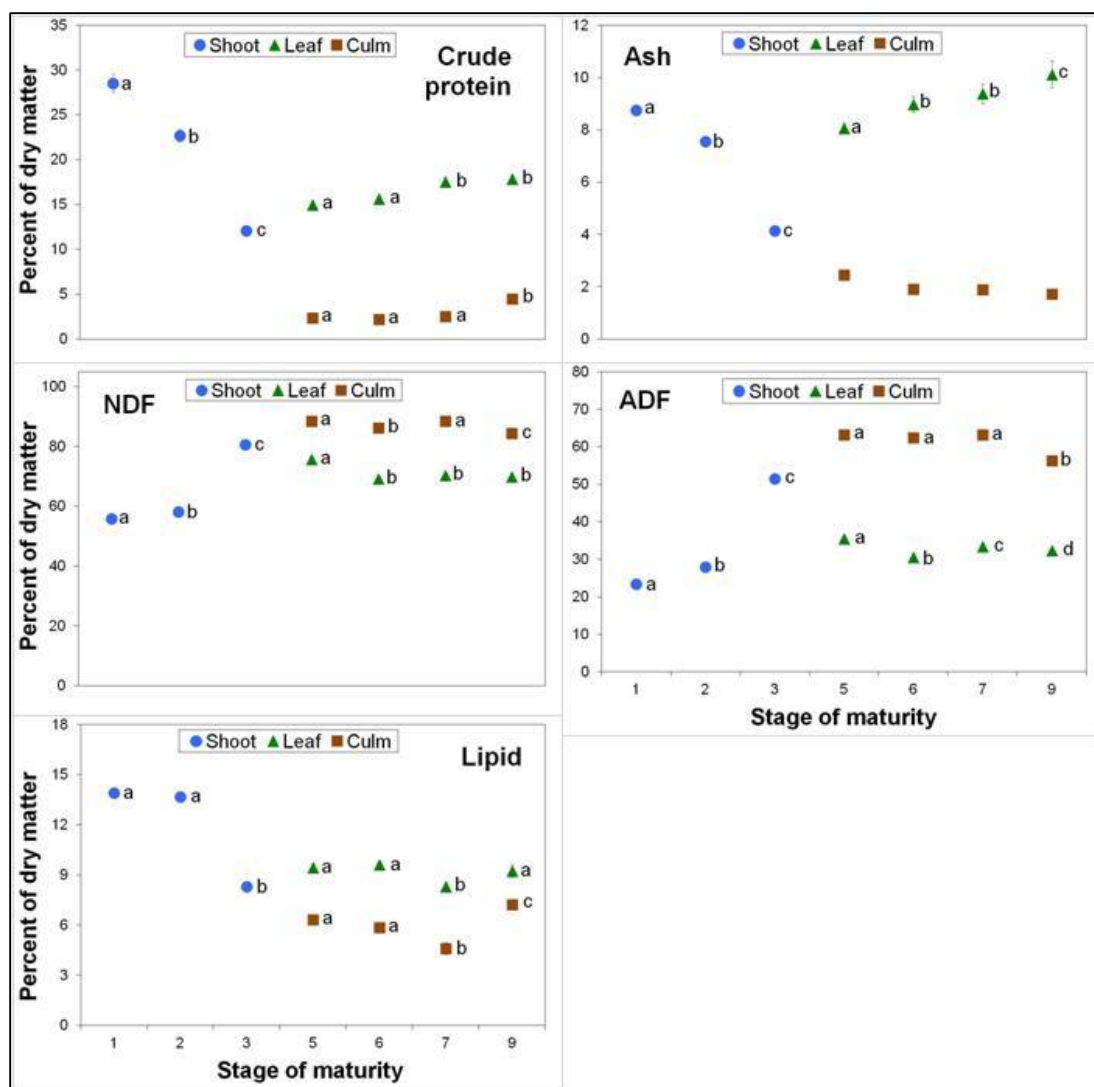 Percent of dry matter
35
30
25
20
15
10
5
0
Shoot Leaf Culm
Crude
protein
a
b
c
a
a
b
b
a
a
a
b
12
10
8
6
4
2
0
Shoot Leaf Culm
Ash
a
b
c
a
b
b
c
Percent of dry matter
100
80
60
40
20
0
Shoot Leaf Culm
NDF
a
b
c
a
b
a
c
a
b
b
b
80
70
60
50
40
30
20
10
0
Shoot Leaf Culm
ADF
a
b
c
a
a
a
b
a
b
c
d
1 2 3 5 6 7 9
Stage of maturity
Percent of dry matter
18
15
12
9
6
3
0
Shoot Leaf Culm
Lipid
a
a
b
a
a
b
a
a
a
b
c
1 2 3 5 6 7 9
Stage of maturity